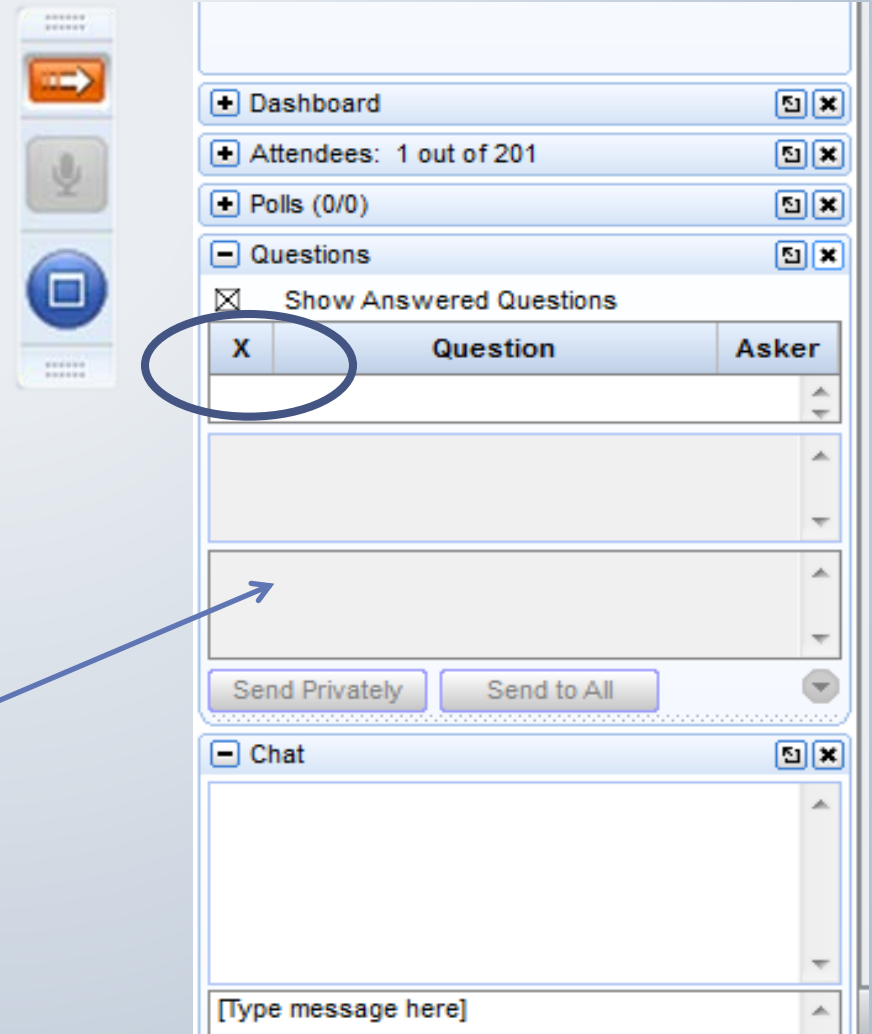 Dashboard
Attendees: 1 out of 201
Polls (0/0)
Questions
Show Answered Questions
X Question Asker
Send Privately Send to All
Chat
[Type message here]